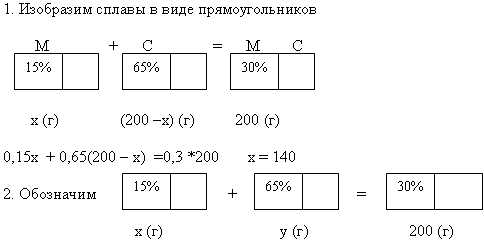 1. Изобразим сплавы в виде прямоугольников
М + С = М С
15% 65% 30%
х (г) (200 –х) (г) 200 (г)
0,15х + 0,65(200 – х) =0,3 *200 х = 140
2. Обозначим 15% + 65% = 30%
х (г) у (г) 200 (г)